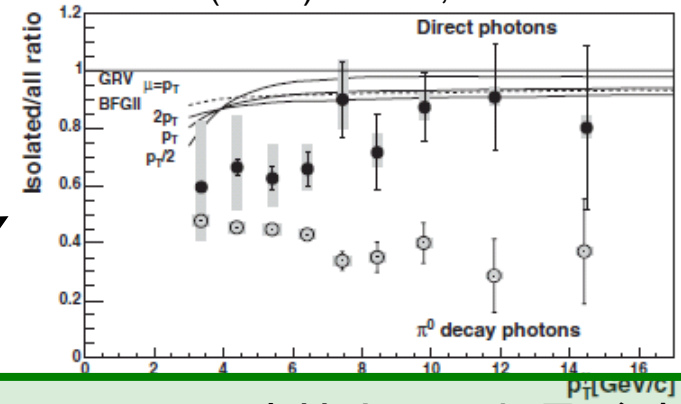 Direct photons
Isolated/all ratio
1.2
1
0.8
0.6
0.4
0.2
0
GRV μ=pT
BFGII
2pT
pT
pT/2
π0 decay photons
0 2 4 6 8 10 12 14 16
pT[GeV/c]